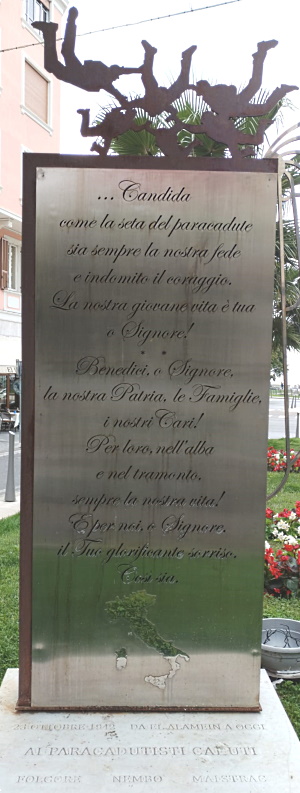 ...Candida
come la seta del paracadute
sia sempre la nostra fede
e indomito il coraggio.
La nostra giovane vita è tua
o Signore!
* *
Benedici, o Signore,
la nostra Patria, le Famiglie,
i nostri Cari!
Per loro, nell'alba
e nel tramonto,
sempre la nostra vita!
E per noi, o Signore,
il Tuo glorificante sorriso.
Così sia.
OTTOBRE 1942 DA EL ALAMEIN A OGGI
AI PARACADUTISTI CADUTI
FOLGORE NEMBO